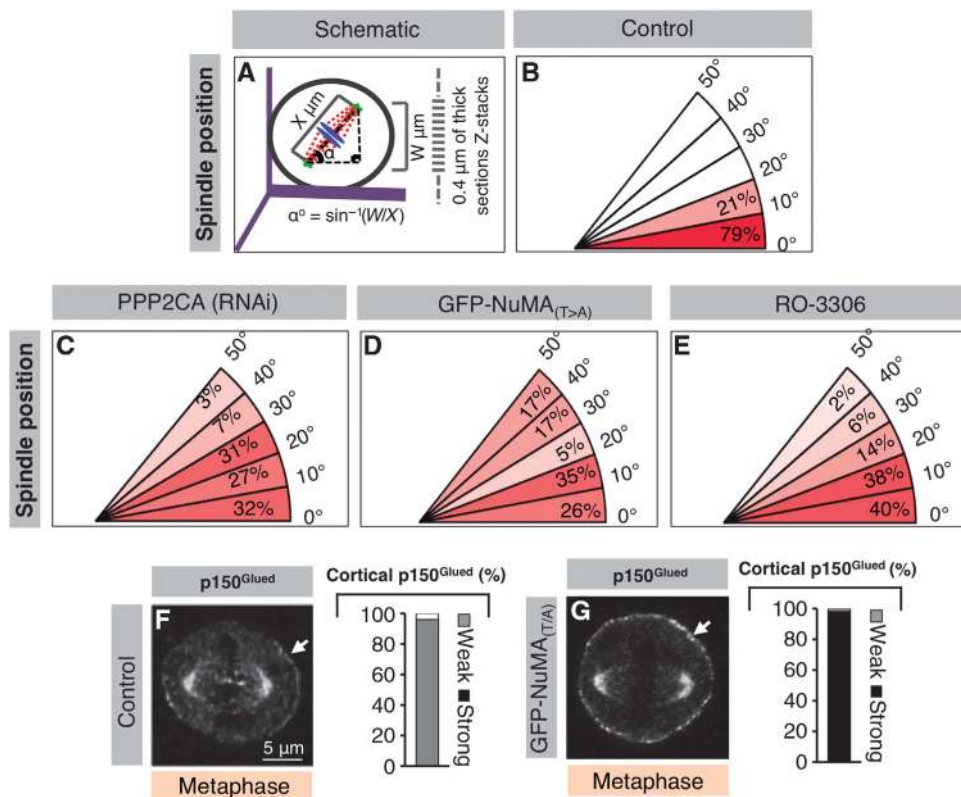 Schematic
Control
Spindle position
A
X µm
α
W µm
0.4 µm of thick
sections Z-stacks
α° = sin⁻¹(W/X)
B
50°
40°
30°
20°
10°
0°
21%
79%
PPP2CA (RNAi)
GFP-NuMA(T>A)
RO-3306
Spindle position
C
50°
40°
30°
20°
10°
0°
3%
7%
31%
27%
32%
D
50°
40°
30°
20°
10°
0°
17%
17%
5%
35%
26%
E
50°
40°
30°
20°
10°
0°
2%
6%
14%
38%
40%
p150Glued
Control
F
5 µm
Metaphase
Cortical p150Glued (%)
100
80
60
40
20
0
Weak
Strong
p150Glued
GFP-NuMA(T/A)
G
Metaphase
Cortical p150Glued (%)
100
80
60
40
20
0
Weak
Strong